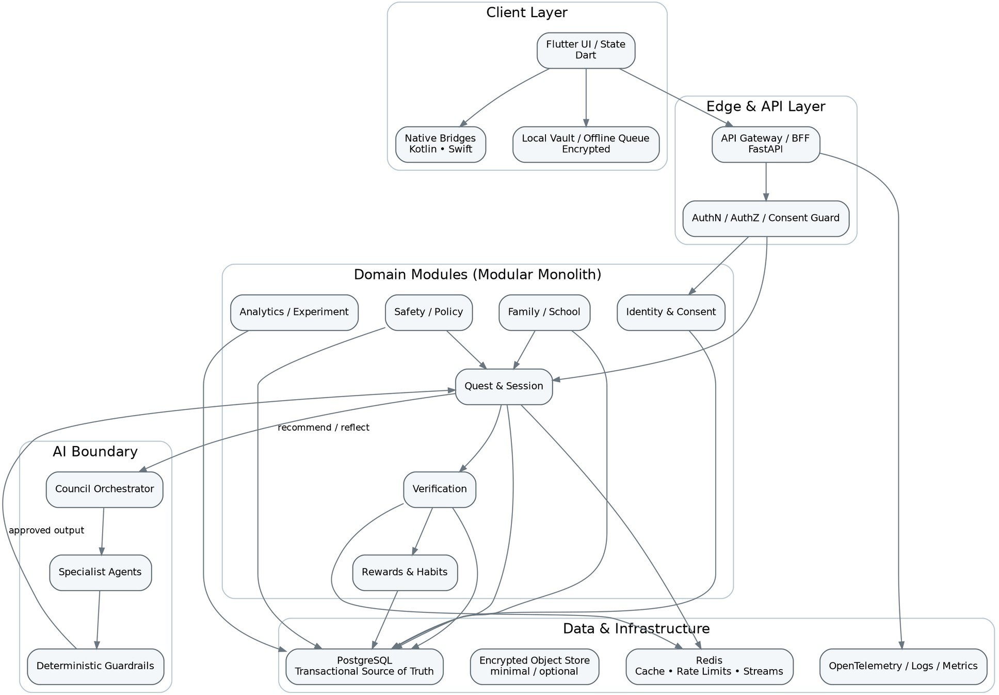 Client Layer
Flutter UI / State
Dart
Native Bridges
Kotlin • Swift
Local Vault / Offline Queue
Encrypted
Edge & API Layer
API Gateway / BFF
FastAPI
AuthN / AuthZ / Consent Guard
Domain Modules (Modular Monolith)
Analytics / Experiment
Safety / Policy
Family / School
Identity & Consent
Quest & Session
recommend / reflect
Verification
Rewards & Habits
AI Boundary
Council Orchestrator
approved output
Specialist Agents
Deterministic Guardrails
Data & Infrastructure
PostgreSQL
Transactional Source of Truth
Encrypted Object Store
minimal / optional
Redis
Cache • Rate Limits • Streams
OpenTelemetry / Logs / Metrics